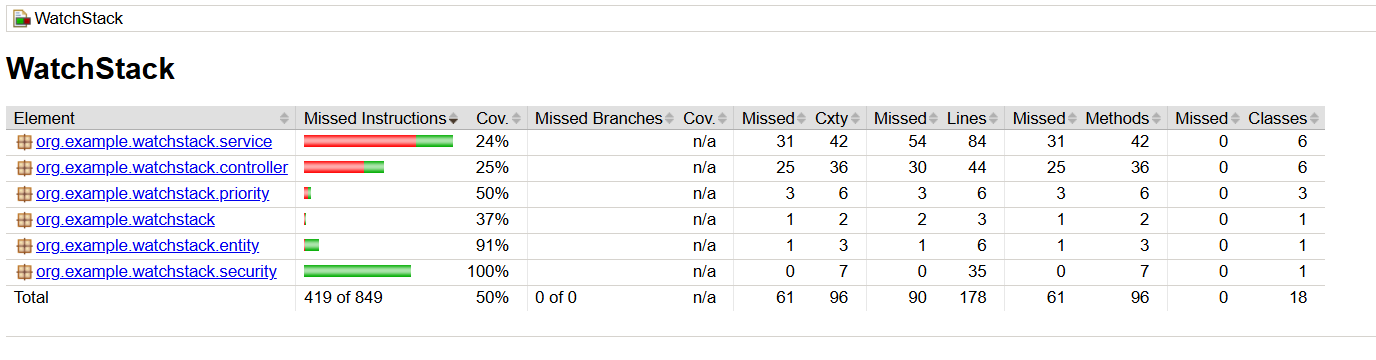 WatchStack
WatchStack
Element Missed Instructions Cov. Missed Branches Cov. Missed Cxty Missed Lines Missed Methods Missed Classes
org.example.watchstack.service 24% n/a 31 42 54 84 31 42 0 6
org.example.watchstack.controller 25% n/a 25 36 30 44 25 36 0 6
org.example.watchstack.priority 50% n/a 3 6 3 6 3 6 0 3
org.example.watchstack 37% n/a 1 2 2 3 1 2 0 1
org.example.watchstack.entity 91% n/a 1 3 1 6 1 3 0 1
org.example.watchstack.security 100% n/a 0 7 0 35 0 7 0 1
Total 419 of 849 50% 0 of 0 n/a 61 96 90 178 61 96 0 18